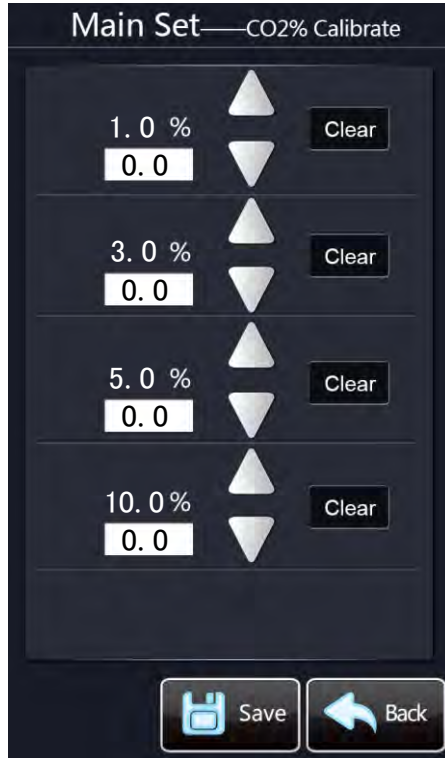 Main Set——CO2% Calibrate
1.0 %
Clear
0.0
3.0 %
Clear
0.0
5.0 %
Clear
0.0
10.0%
Clear
0.0
Save
Back